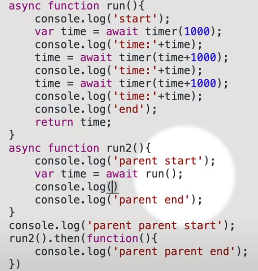 async function run(){
    console.log('start');
    var time = await timer(1000);
    console.log('time:'+time);
    time = await timer(time+1000);
    console.log('time:'+time);
    time = await timer(time+1000);
    console.log('time:'+time);
    console.log('end');
    return time;
}
async function run2(){
    console.log('parent start');
    var time = await run();
    console.log()
    console.log('parent end');
}
console.log('parent parent start');
run2().then(function(){
    console.log('parent parent end');
})